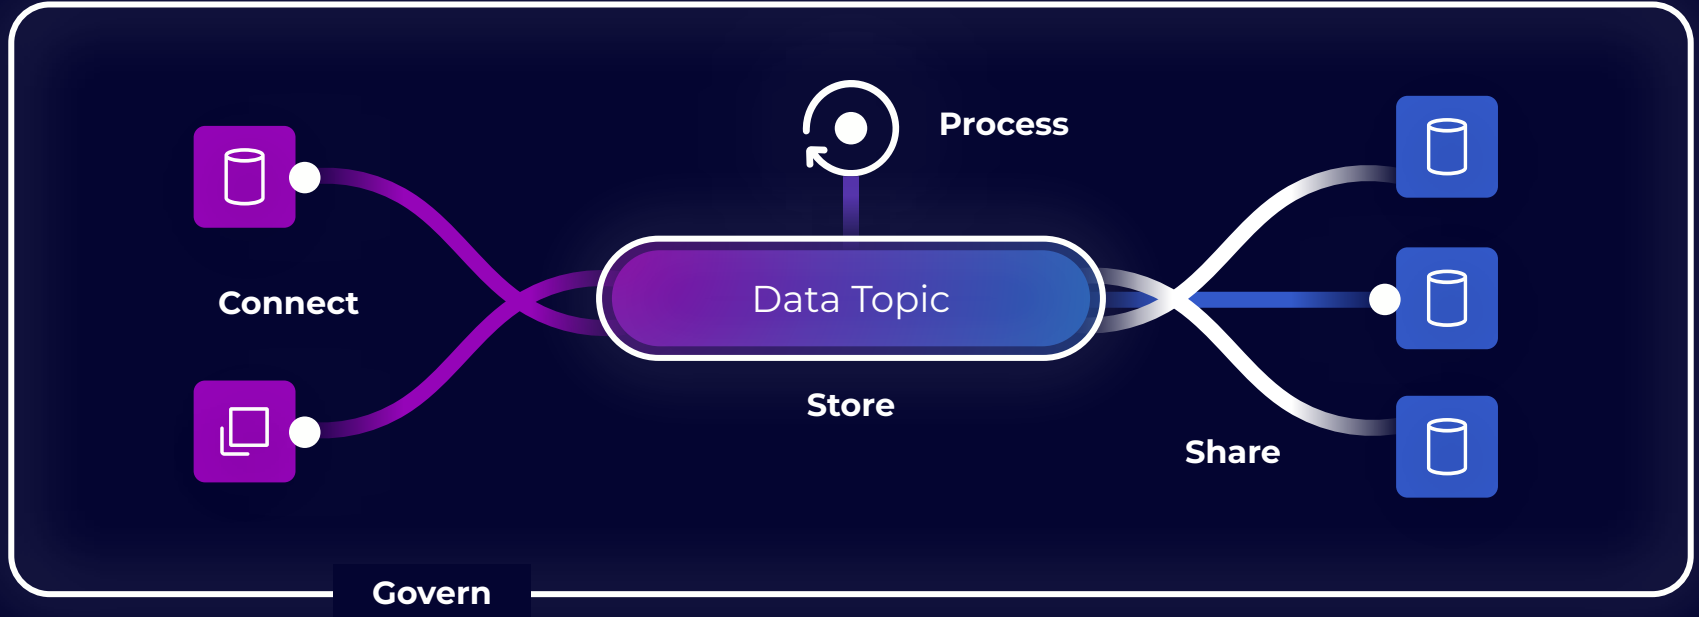 Process
Connect
Data Topic
Store
Share
Govern